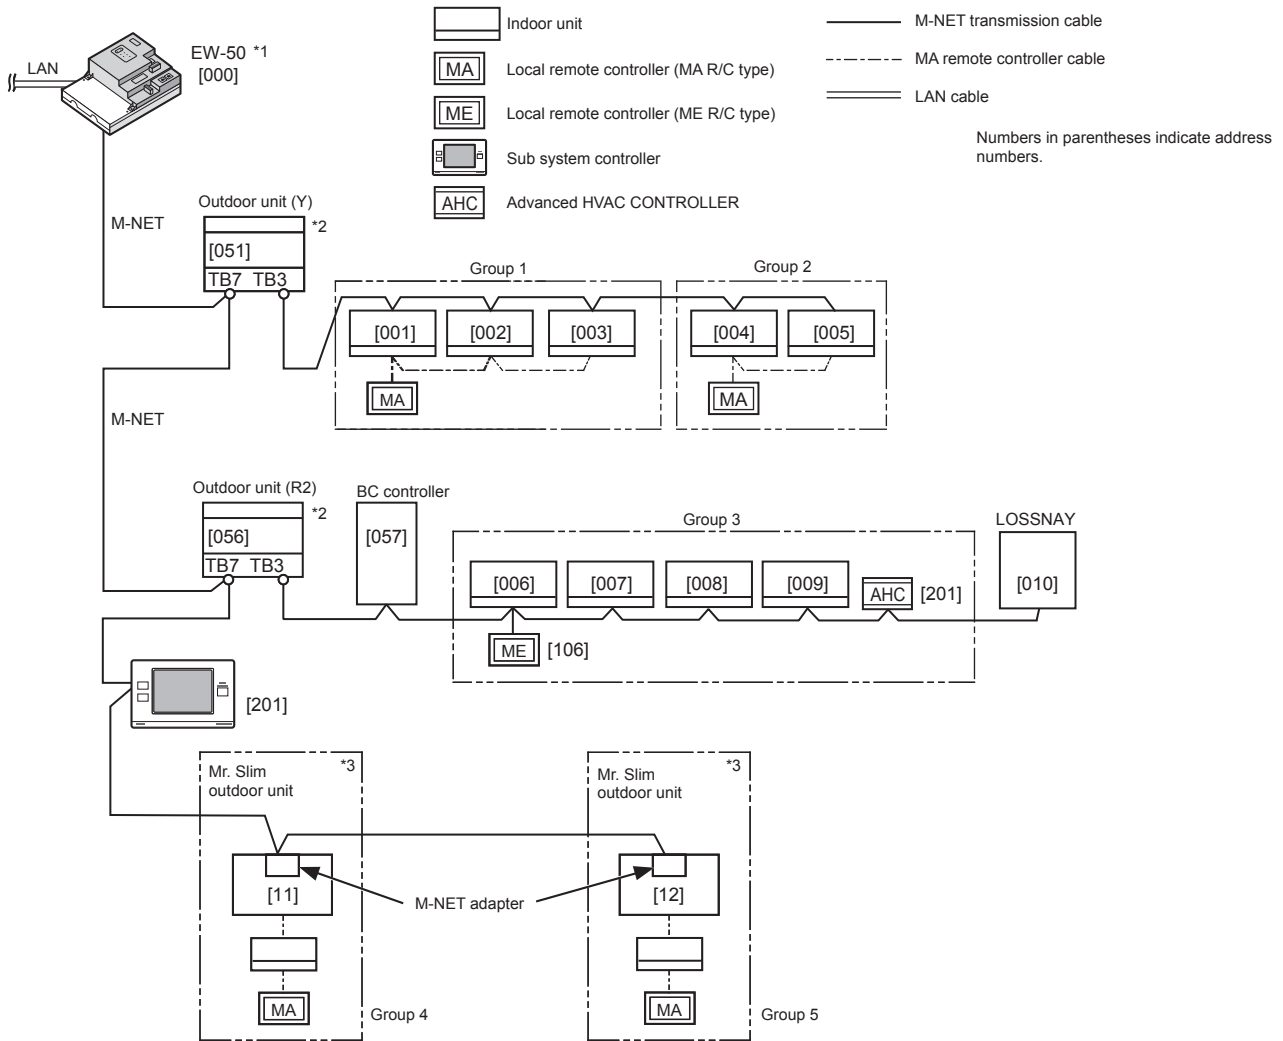 LAN
EW-50 *1
[000]
Indoor unit
MA Local remote controller (MA R/C type)
ME Local remote controller (ME R/C type)
Sub system controller
AHC Advanced HVAC CONTROLLER
M-NET transmission cable
MA remote controller cable
LAN cable
Numbers in parentheses indicate address
numbers.
M-NET
Outdoor unit (Y)
*2
[051]
TB7 TB3
Group 1
[001] [002] [003]
MA
Group 2
[004] [005]
MA
M-NET
Outdoor unit (R2)
*2
[056]
TB7 TB3
BC controller
[057]
Group 3
[006] [007] [008] [009] AHC [201]
ME [106]
LOSSNAY
[010]
[201]
Mr. Slim
outdoor unit
*3
[11]
MA
Group 4
M-NET adapter
Mr. Slim
outdoor unit
*3
[12]
MA
Group 5